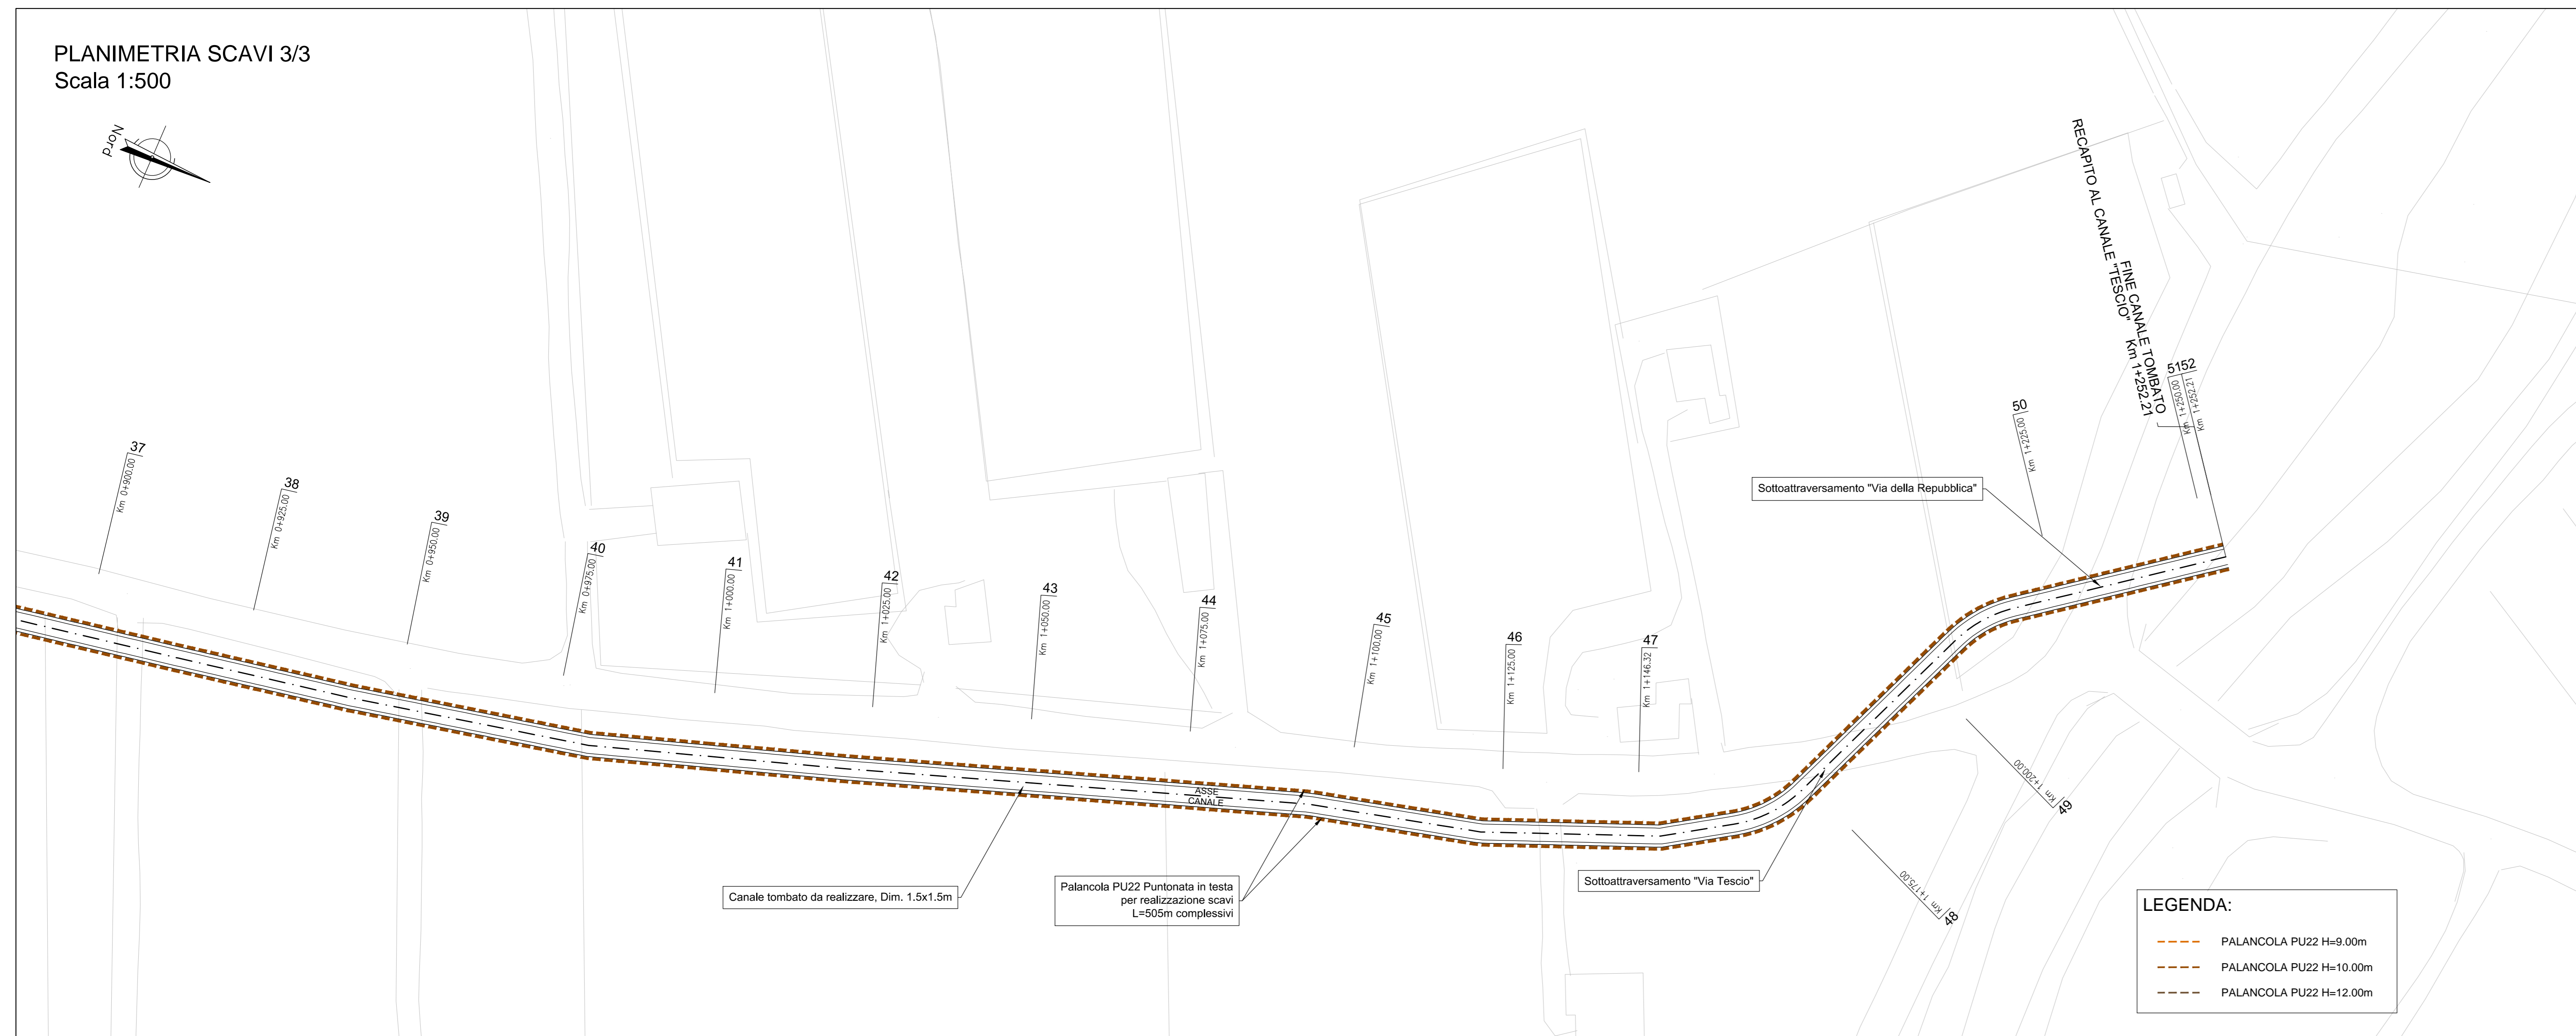 PLANIMETRIA SCAVI 3/3
Scala 1:500
Nord
37
Km 0+900.00
38
Km 0+925.00
39
Km 0+950.00
40
Km 0+975.00
41
Km 1+000.00
42
Km 1+025.00
43
Km 1+050.00
44
Km 1+075.00
45
Km 1+100.00
46
Km 1+125.00
47
Km 1+146.32
48
Km 1+175.00
49
Km 1+200.00
50
Km 1+225.00
51
Km 1+250.00
52
Km 1+252.21
FINE CANALE TOMBATO
RECAPITO AL CANALE "TESCIO" Km 1+252.21
Sottoattraversamento "Via della Repubblica"
ASSE
CANALE
Canale tombato da realizzare, Dim. 1.5x1.5m
Palancola PU22 Puntonata in testa
per realizzazione scavi
L=505m complessivi
Sottoattraversamento "Via Tescio"
LEGENDA:
PALANCOLA PU22 H=9.00m
PALANCOLA PU22 H=10.00m
PALANCOLA PU22 H=12.00m